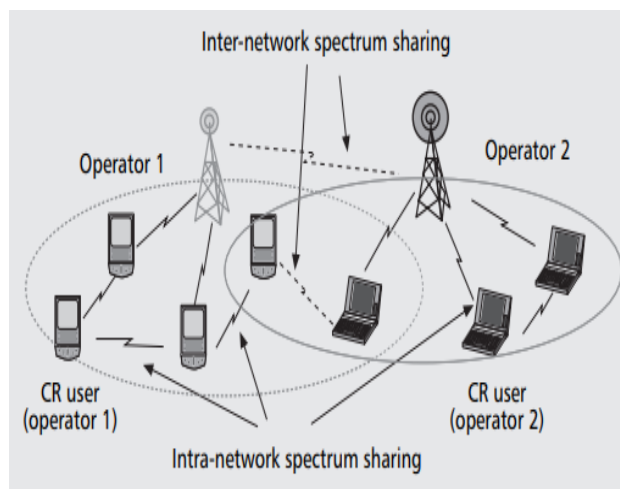 Inter-network spectrum sharing
Operator 1
Operator 2
CR user
(operator 1)
CR user
(operator 2)
Intra-network spectrum sharing